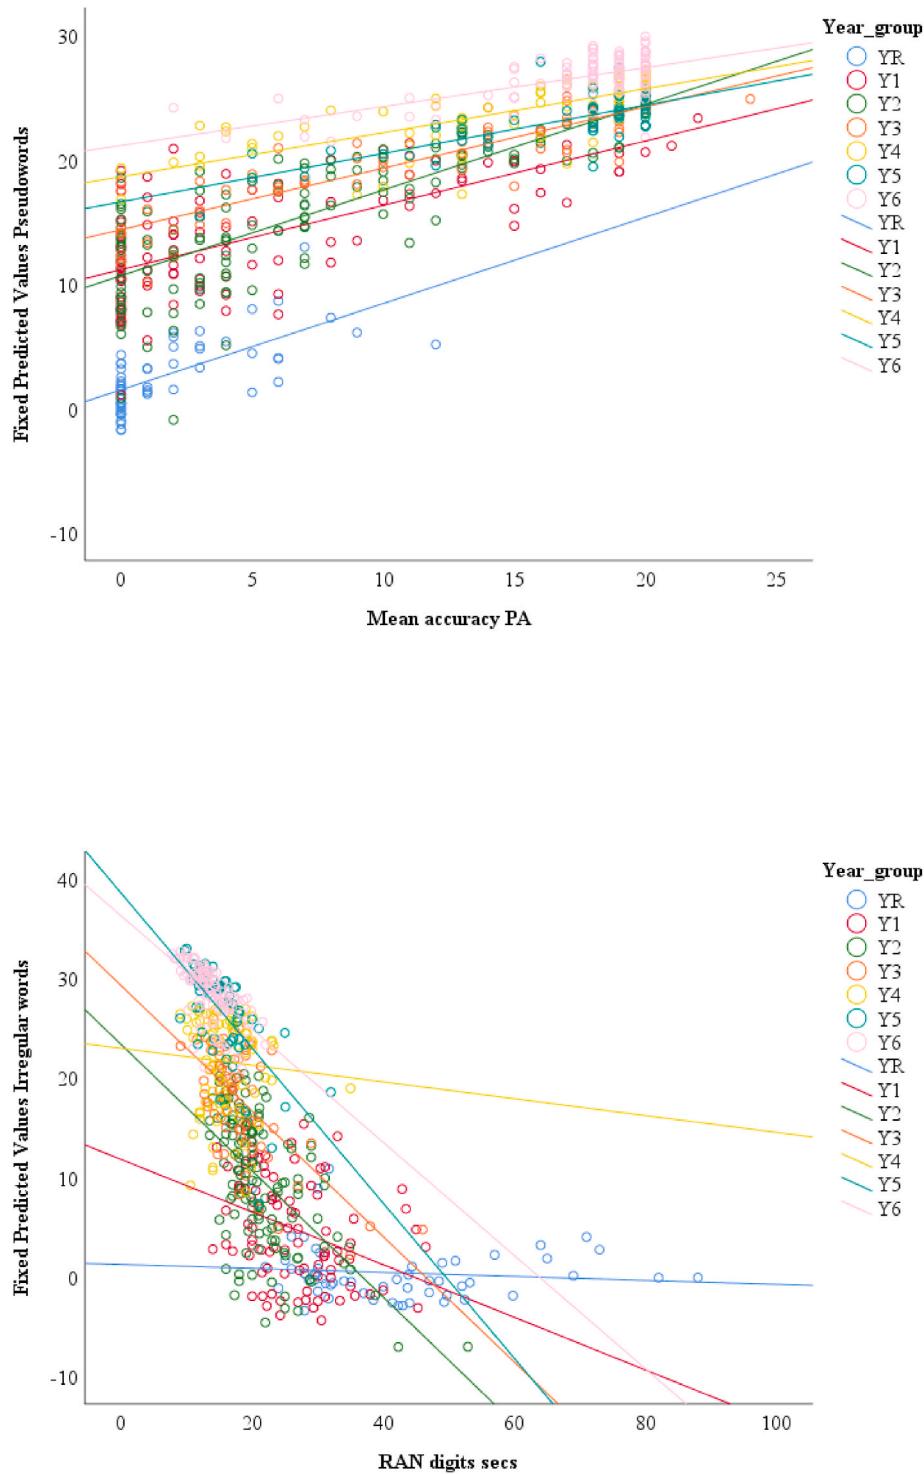 Year_group
YR
Y1
Y2
Y3
Y4
Y5
Y6
YR
Y1
Y2
Y3
Y4
Y5
Y6
Fixed Predicted Values Pseudowords
30
20
10
0
-10
0 5 10 15 20 25
Mean accuracy PA
Year_group
YR
Y1
Y2
Y3
Y4
Y5
Y6
YR
Y1
Y2
Y3
Y4
Y5
Y6
Fixed Predicted Values Irregular words
40
30
20
10
0
-10
0 20 40 60 80 100
RAN digits secs